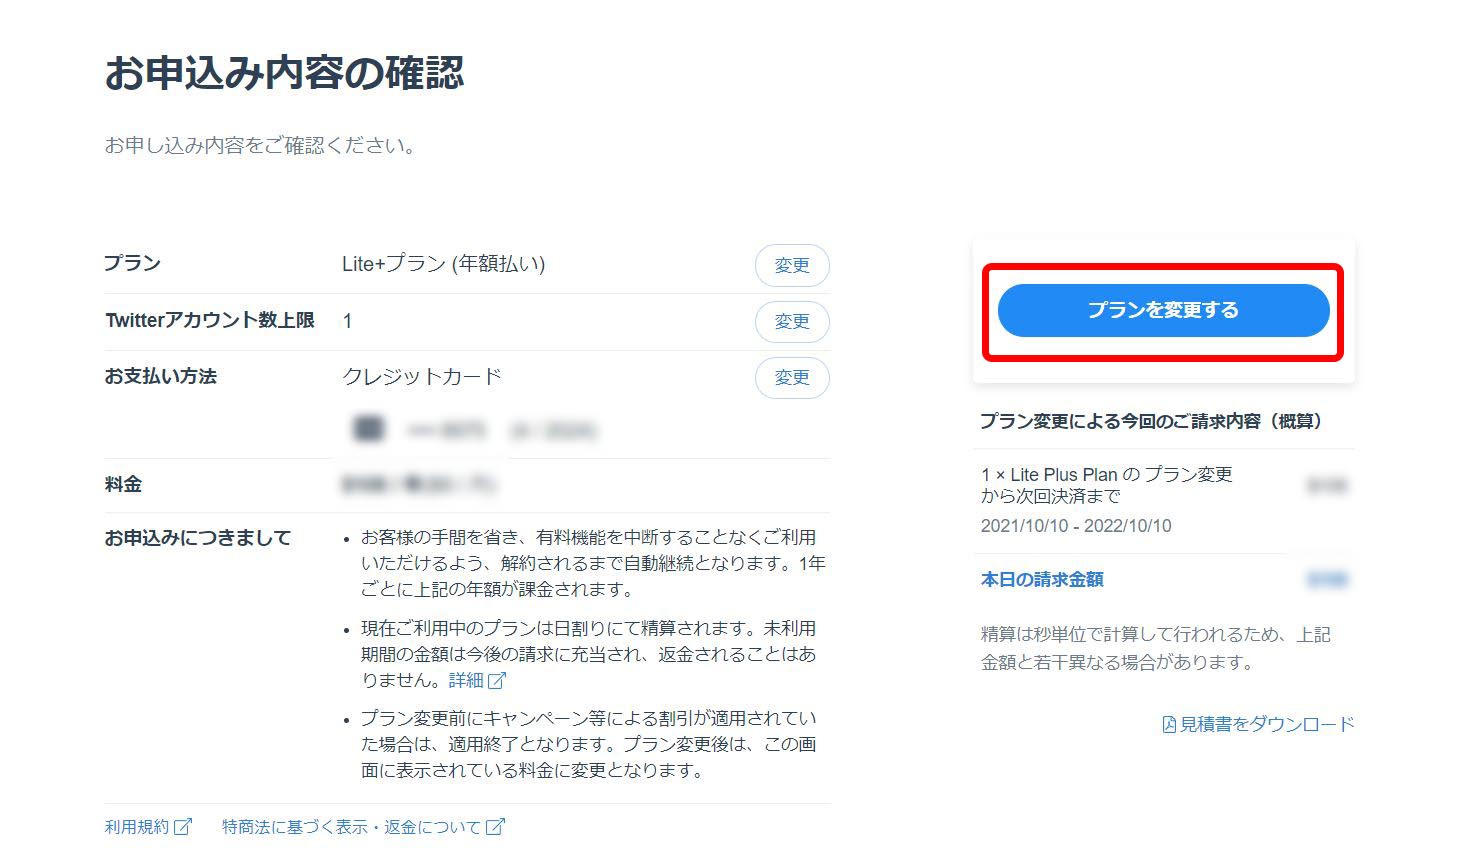 お申込み内容の確認
お申し込み内容をご確認ください。
プラン
Lite+プラン (年額払い)
変更
Twitterアカウント数上限
1
変更
お支払い方法
クレジットカード
変更
料金
お申込みにつきまして
• お客様の手間を省き、有料機能を中断することなくご利用
いただけるよう、解約されるまで自動継続となります。1年
ごとに上記の年額が課金されます。
• 現在ご利用中のプランは日割りにて精算されます。未利用
期間の金額は今後の請求に充当され、返金されることはあ
りません。詳細
• プラン変更前にキャンペーン等による割引が適用されてい
た場合は、適用終了となります。プラン変更後は、この画
面に表示されている料金に変更となります。
利用規約
特商法に基づく表示・返金について
プランを変更する
プラン変更による今回のご請求内容（概算）
1 × Lite Plus Plan の プラン変更
から次回決済まで
2021/10/10 - 2022/10/10
本日の請求金額
精算は秒単位で計算して行われるため、上記
金額と若干異なる場合があります。
見積書をダウンロード